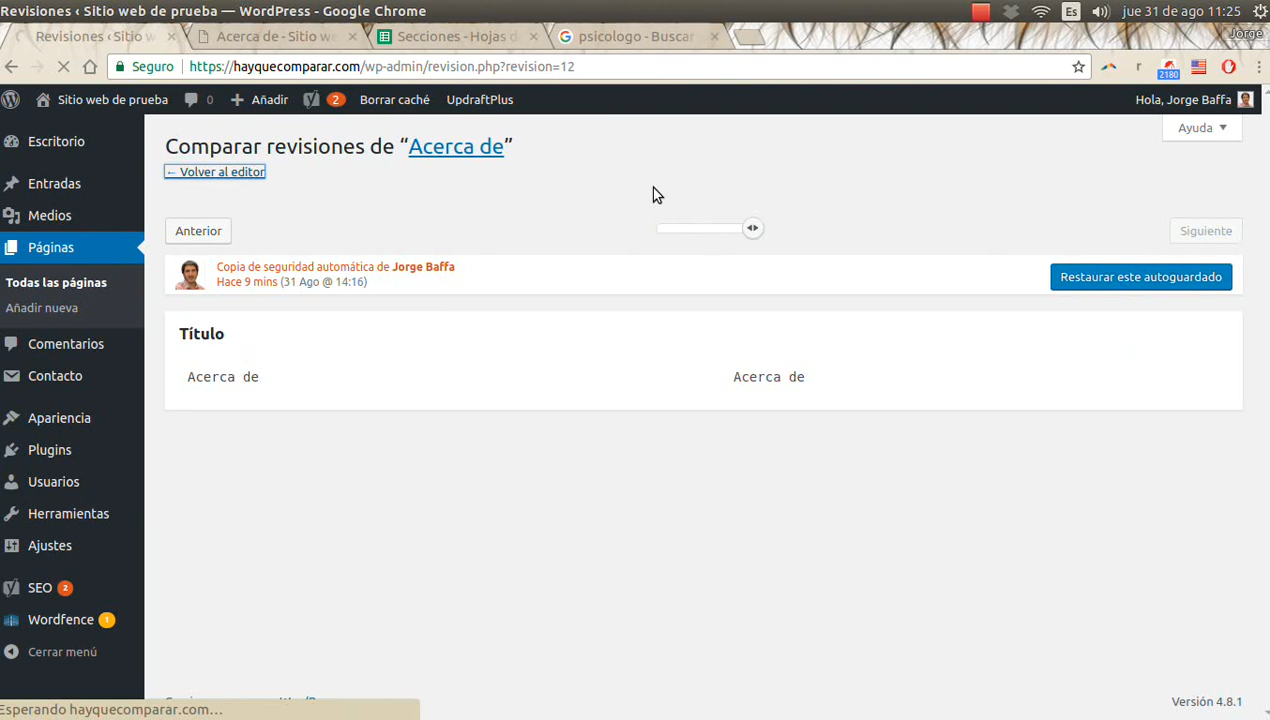 Revisiones ‹ Sitio web de prueba — WordPress - Google Chrome
Es
jue 31 de ago 11:25
Revisiones ‹ Sitio w
Acerca de - Sitio we
Secciones - Hojas d
psicologo - Buscar
Jorge
Seguro
https://hayquecomparar.com/wp-admin/revision.php?revision=12
r
2180
Sitio web de prueba
0
Añadir
2
Borrar caché
UpdraftPlus
Hola, Jorge Baffa
Escritorio
Entradas
Medios
Páginas
Todas las páginas
Añadir nueva
Comentarios
Contacto
Apariencia
Plugins
Usuarios
Herramientas
Ajustes
SEO 2
Wordfence 1
Cerrar menú
Ayuda
Comparar revisiones de “Acerca de”
← Volver al editor
Anterior
Siguiente
Copia de seguridad automática de Jorge Baffa
Hace 9 mins (31 Ago @ 14:16)
Restaurar este autoguardado
Título
Acerca de
Acerca de
Esperando hayquecomparar.com…
Versión 4.8.1